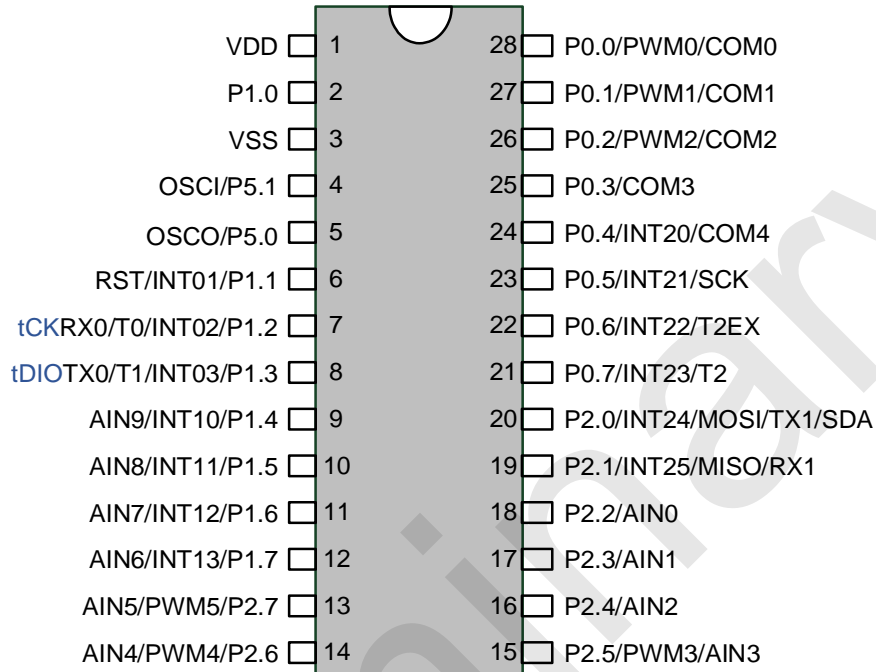 VDD 1 28 P0.0/PWM0/COM0
P1.0 2 27 P0.1/PWM1/COM1
VSS 3 26 P0.2/PWM2/COM2
OSCI/P5.1 4 25 P0.3/COM3
OSCO/P5.0 5 24 P0.4/INT20/COM4
RST/INT01/P1.1 6 23 P0.5/INT21/SCK
tCKRX0/T0/INT02/P1.2 7 22 P0.6/INT22/T2EX
tDIOTX0/T1/INT03/P1.3 8 21 P0.7/INT23/T2
AIN9/INT10/P1.4 9 20 P2.0/INT24/MOSI/TX1/SDA
AIN8/INT11/P1.5 10 19 P2.1/INT25/MISO/RX1
AIN7/INT12/P1.6 11 18 P2.2/AIN0
AIN6/INT13/P1.7 12 17 P2.3/AIN1
AIN5/PWM5/P2.7 13 16 P2.4/AIN2
AIN4/PWM4/P2.6 14 15 P2.5/PWM3/AIN3